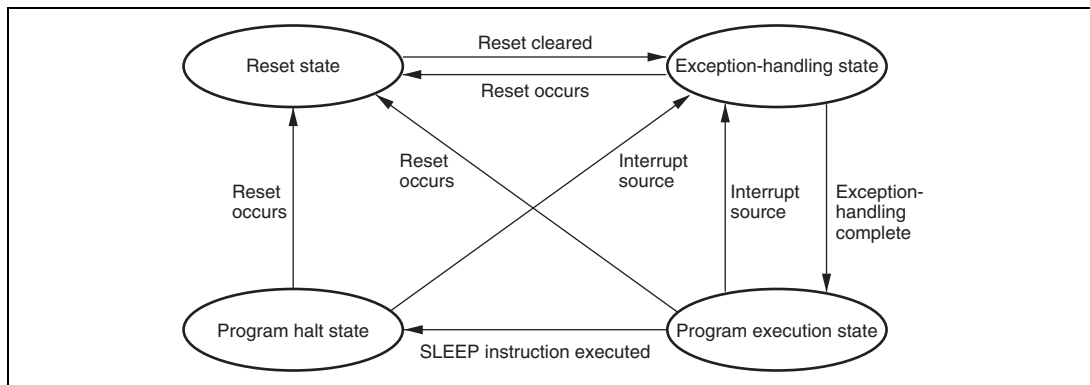 Reset cleared
Reset state
Exception-handling state
Reset occurs
Reset
occurs
Interrupt
source
Reset
occurs
Interrupt
source
Exception-
handling
complete
Program halt state
Program execution state
SLEEP instruction executed